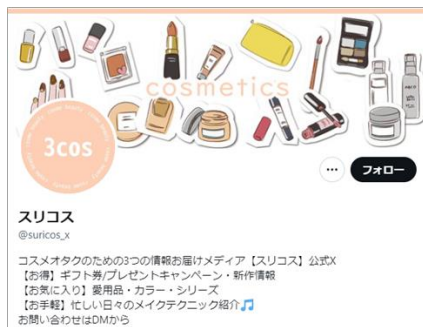 cosmetics
3cos
フォロー
スリコス
@suricos_x
コスメオタクのための3つの情報お届けメディア【スリコス】公式X
【お得】ギフト券/プレゼントキャンペーン・新作情報
【お気に入り】愛用品・カラー・シリーズ
【お手軽】忙しい日々のメイクテクニック紹介🎵
お問い合わせはDMから